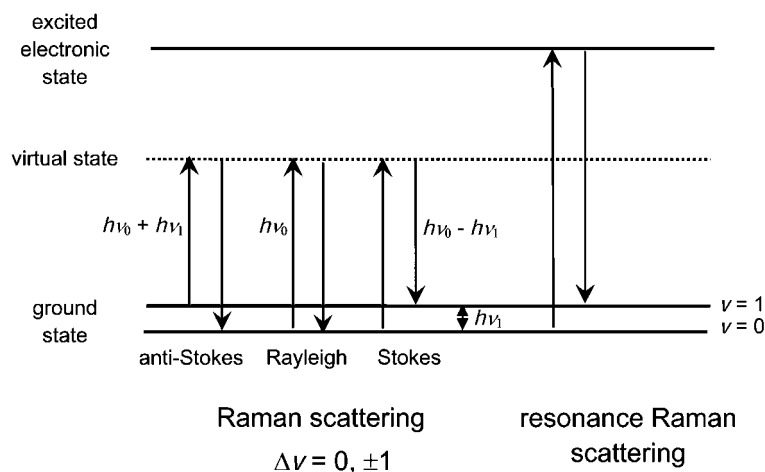 excited
electronic
state
virtual state
hν₀ + hν₁
hν₀
hν₀ - hν₁
ground
state
hν₁
v = 1
v = 0
anti-Stokes
Rayleigh
Stokes
Raman scattering
Δv = 0, ±1
resonance Raman
scattering